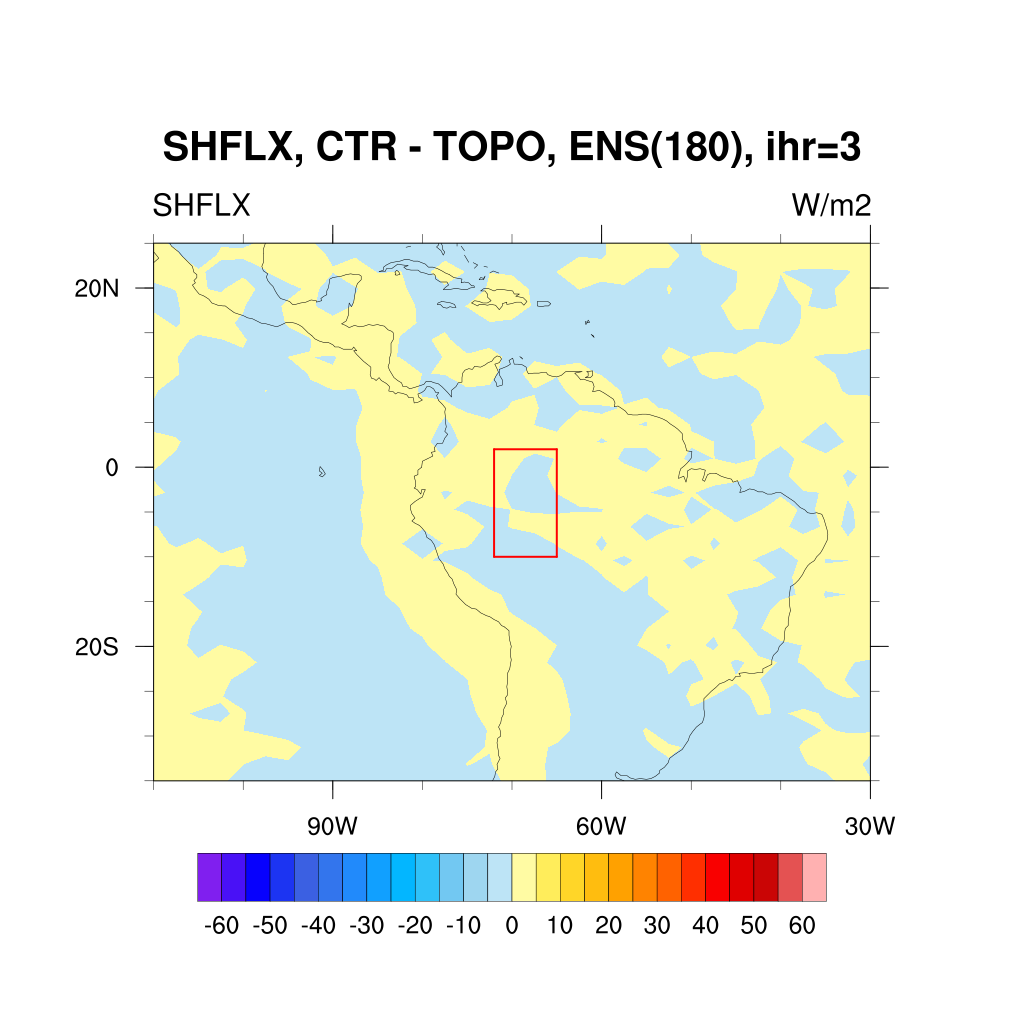 SHFLX, CTR - TOPO, ENS(180), ihr=3
SHFLX W/m2
20N
0
20S
90W 60W 30W
-60 -50 -40 -30 -20 -10 0 10 20 30 40 50 60